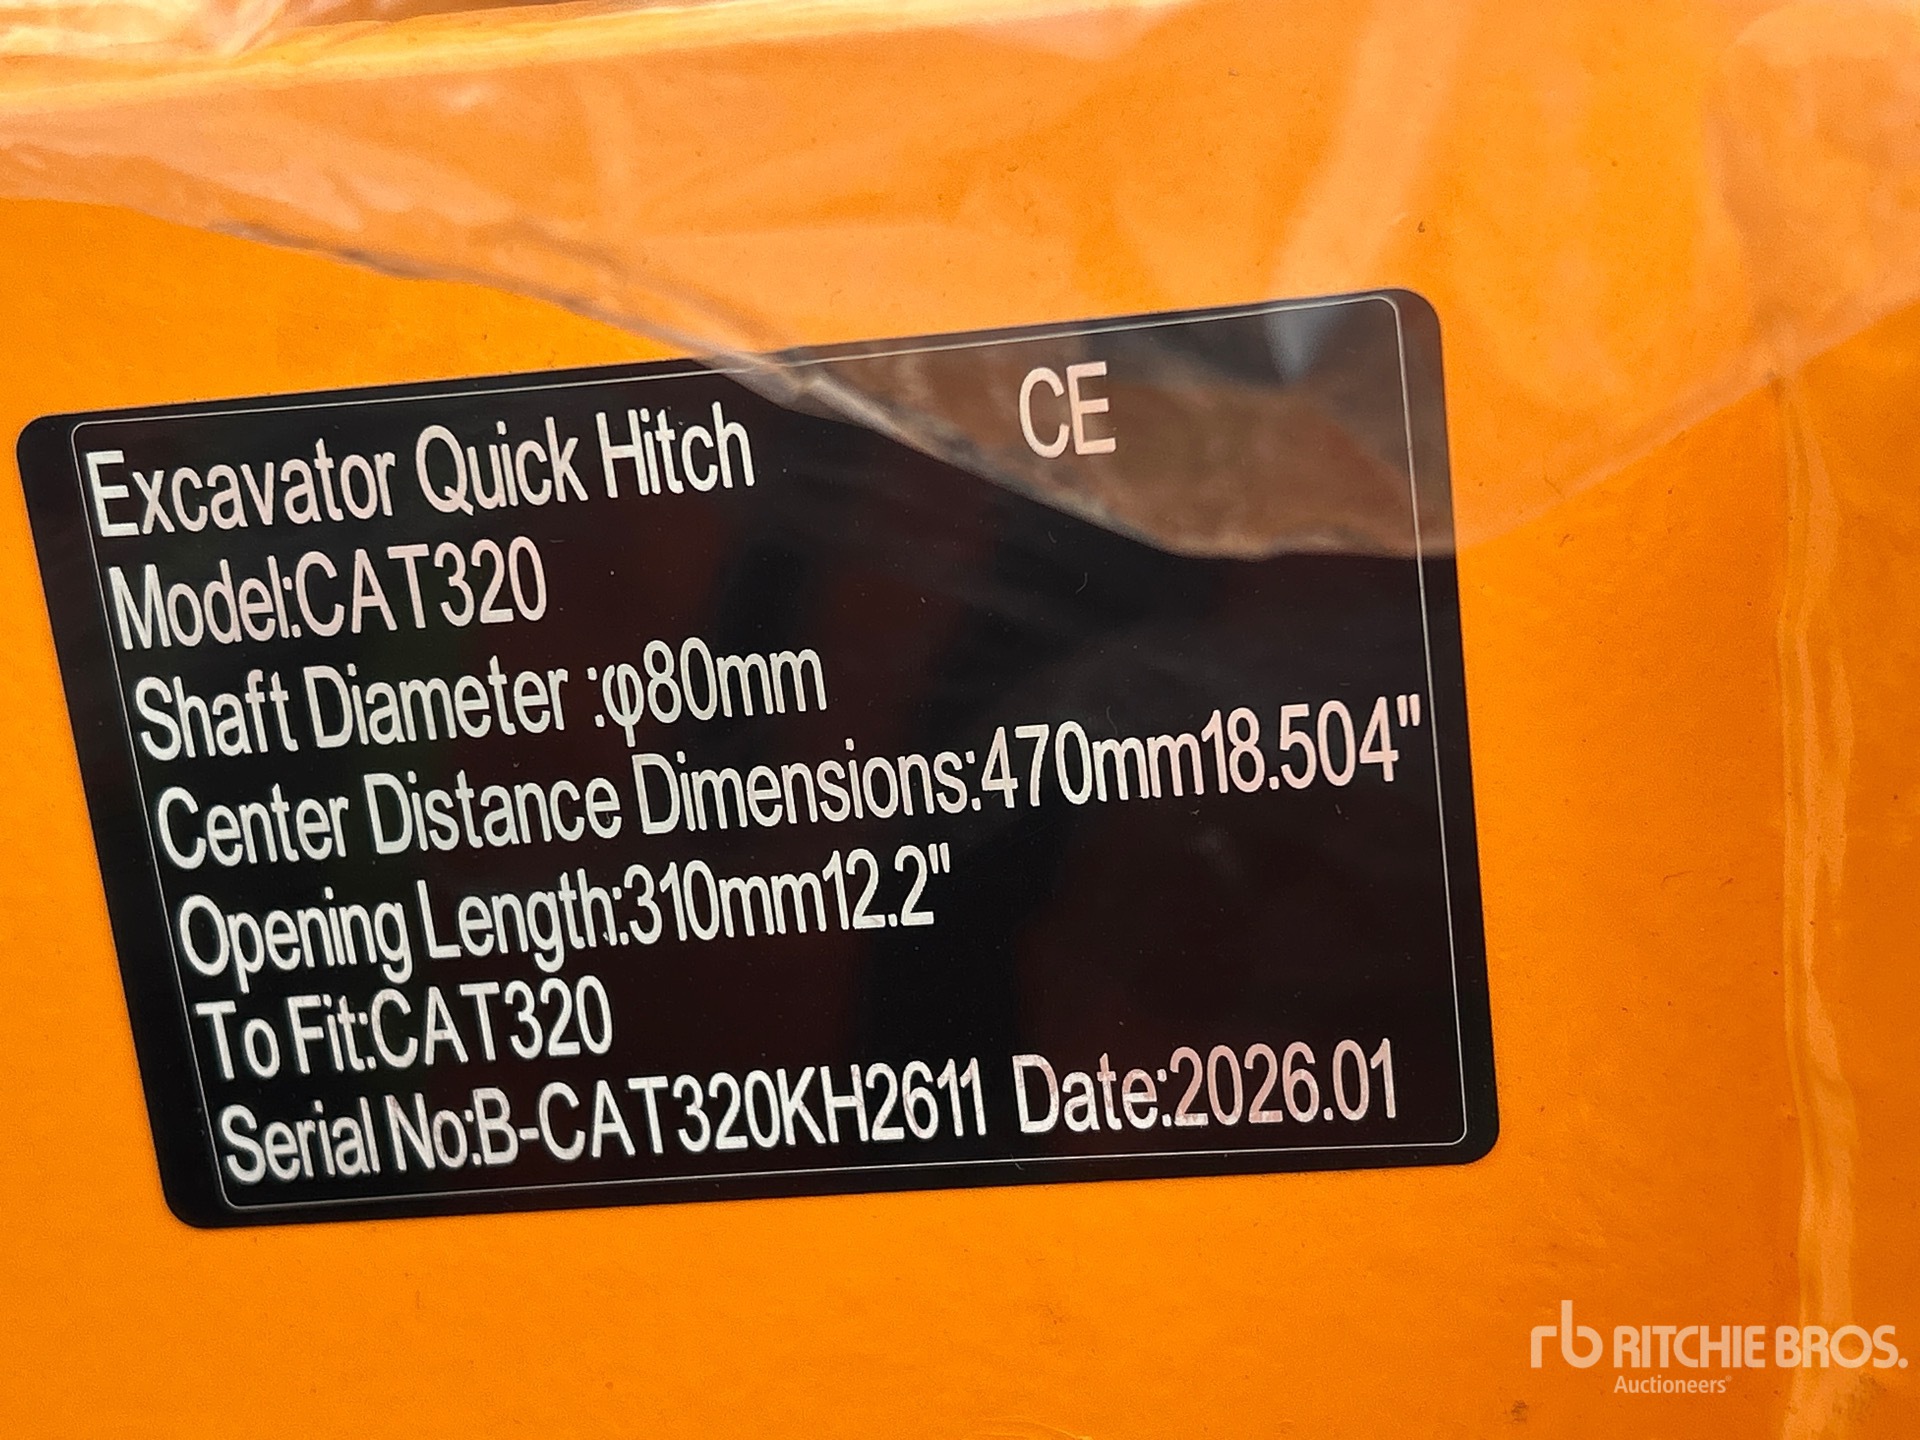 CE
Excavator Quick Hitch
Model:CAT320
Shaft Diameter :φ80mm
Center Distance Dimensions:470mm18.504"
Opening Length:310mm12.2"
To Fit:CAT320
Serial No:B-CAT320KH2611 Date:2026.01
rb RITCHIE BROS.
Auctioneers